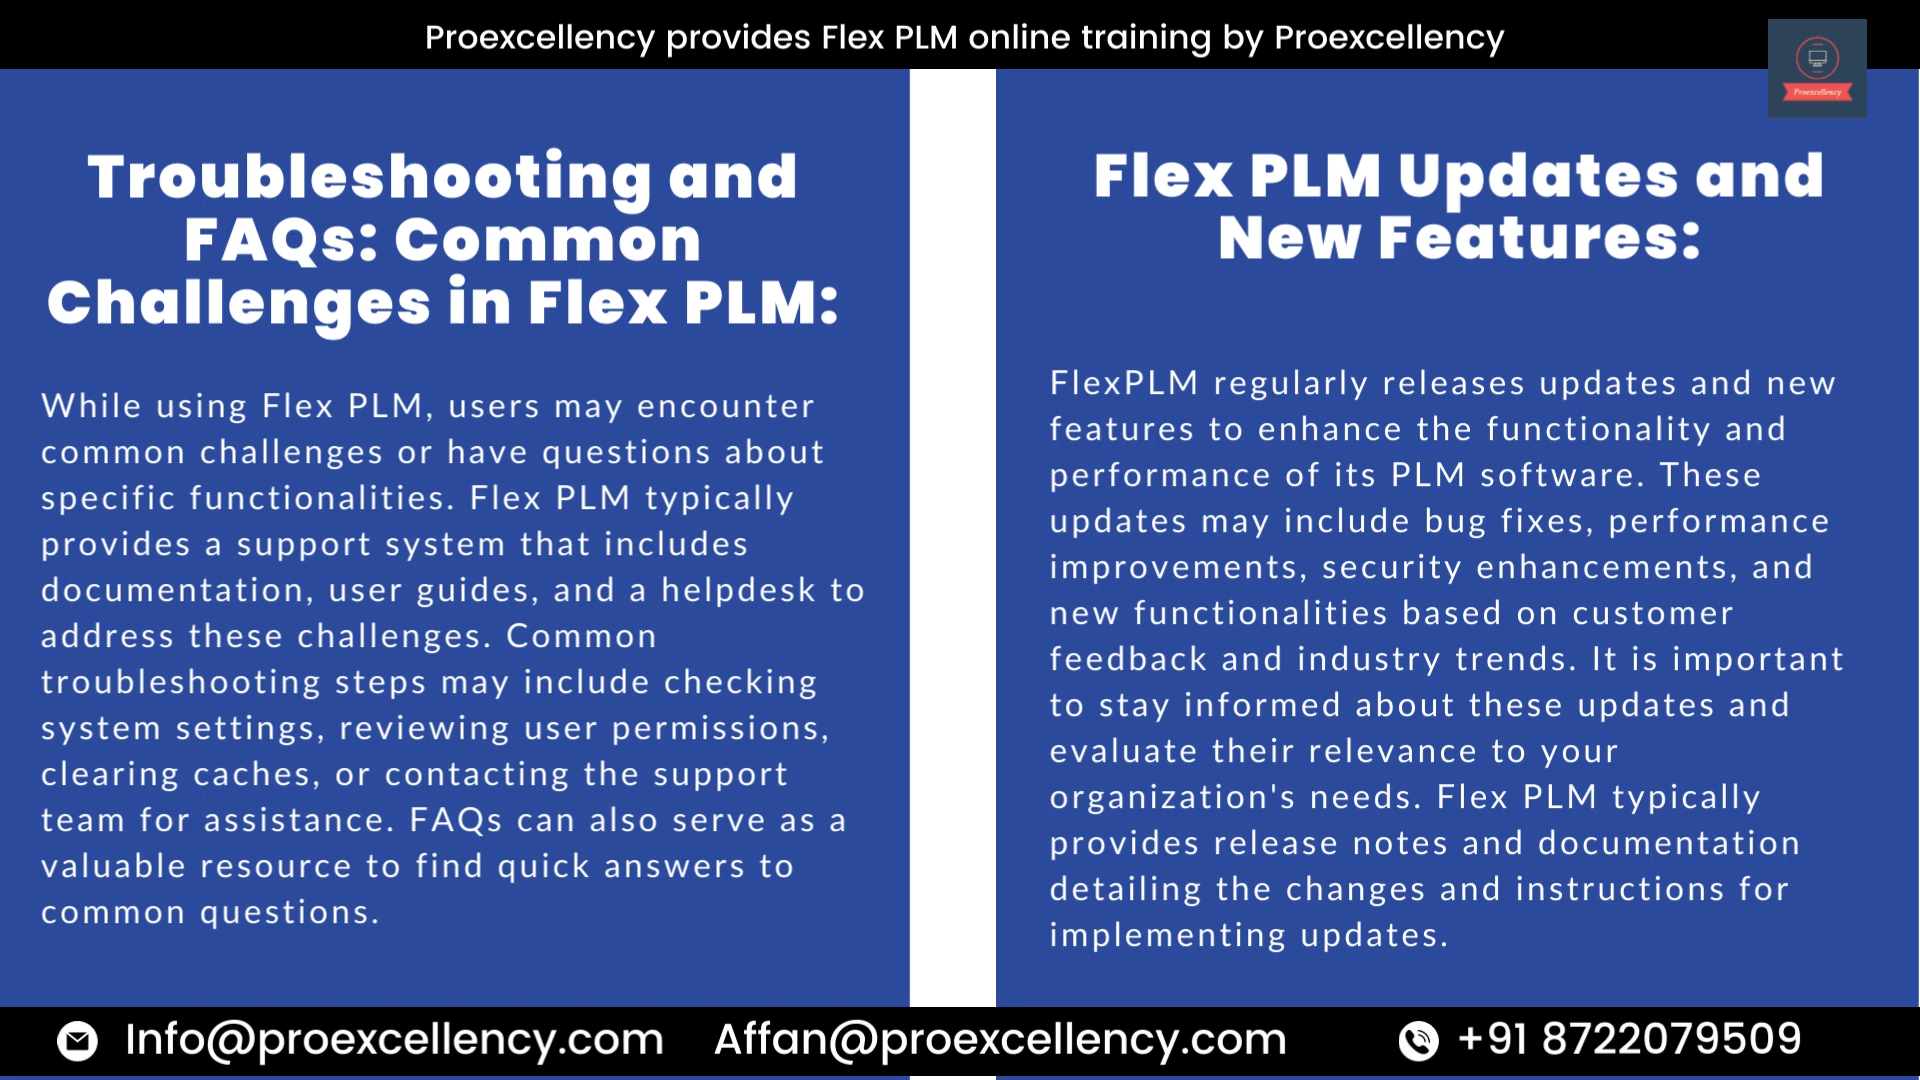 Proexcellency provides Flex PLM online training by Proexcellency
Proexcellency
Troubleshooting and
FAQs: Common
Challenges in Flex PLM:
While using Flex PLM, users may encounter
common challenges or have questions about
specific functionalities. Flex PLM typically
provides a support system that includes
documentation, user guides, and a helpdesk to
address these challenges. Common
troubleshooting steps may include checking
system settings, reviewing user permissions,
clearing caches, or contacting the support
team for assistance. FAQs can also serve as a
valuable resource to find quick answers to
common questions.
Flex PLM Updates and
New Features:
FlexPLM regularly releases updates and new
features to enhance the functionality and
performance of its PLM software. These
updates may include bug fixes, performance
improvements, security enhancements, and
new functionalities based on customer
feedback and industry trends. It is important
to stay informed about these updates and
evaluate their relevance to your
organization's needs. Flex PLM typically
provides release notes and documentation
detailing the changes and instructions for
implementing updates.
Info@proexcellency.com Affan@proexcellency.com +91 8722079509